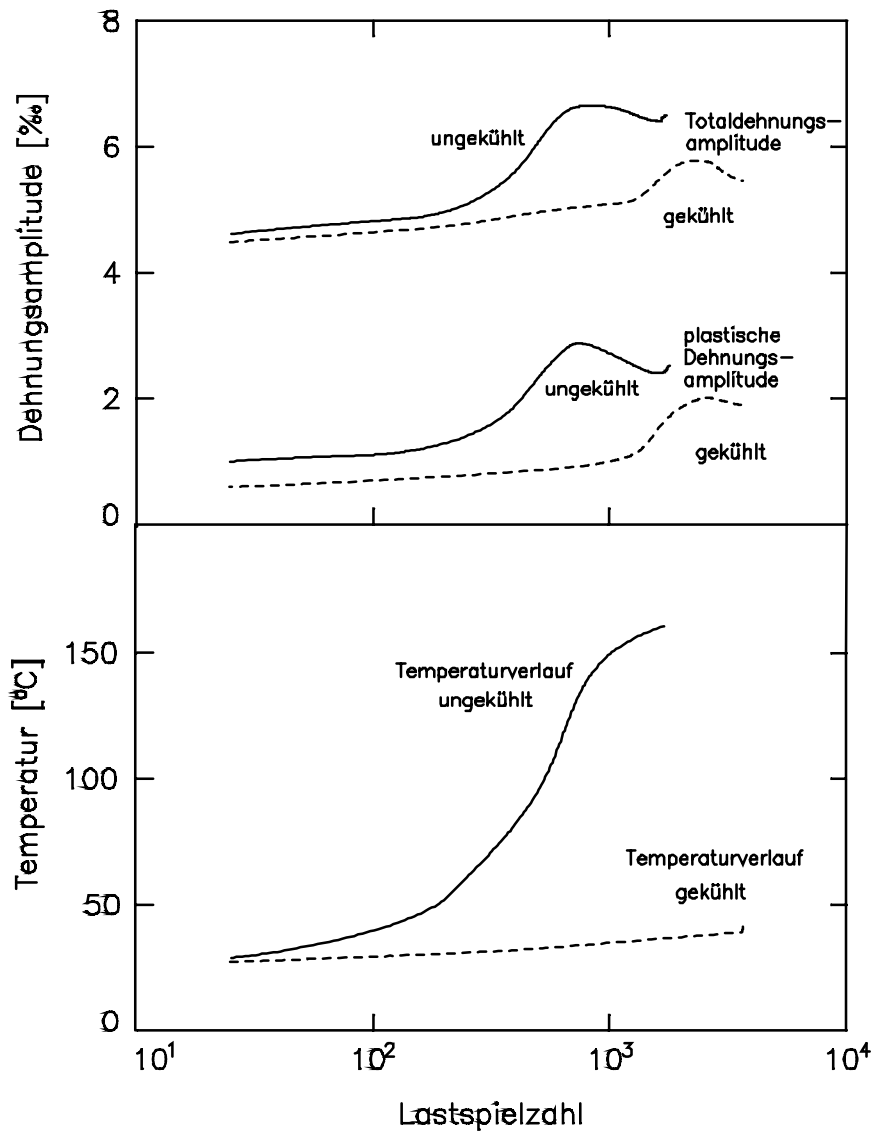 8
6
4
2
0
Dehnungsamplitude [‰]
ungekühlt
Totaldehnungs–
amplitude
gekühlt
plastische
Dehnungs–
amplitude
ungekühlt
gekühlt
150
100
50
0
Temperatur [°C]
Temperaturverlauf
ungekühlt
Temperaturverlauf
gekühlt
10¹ 10² 10³ 10⁴
Lastspielzahl